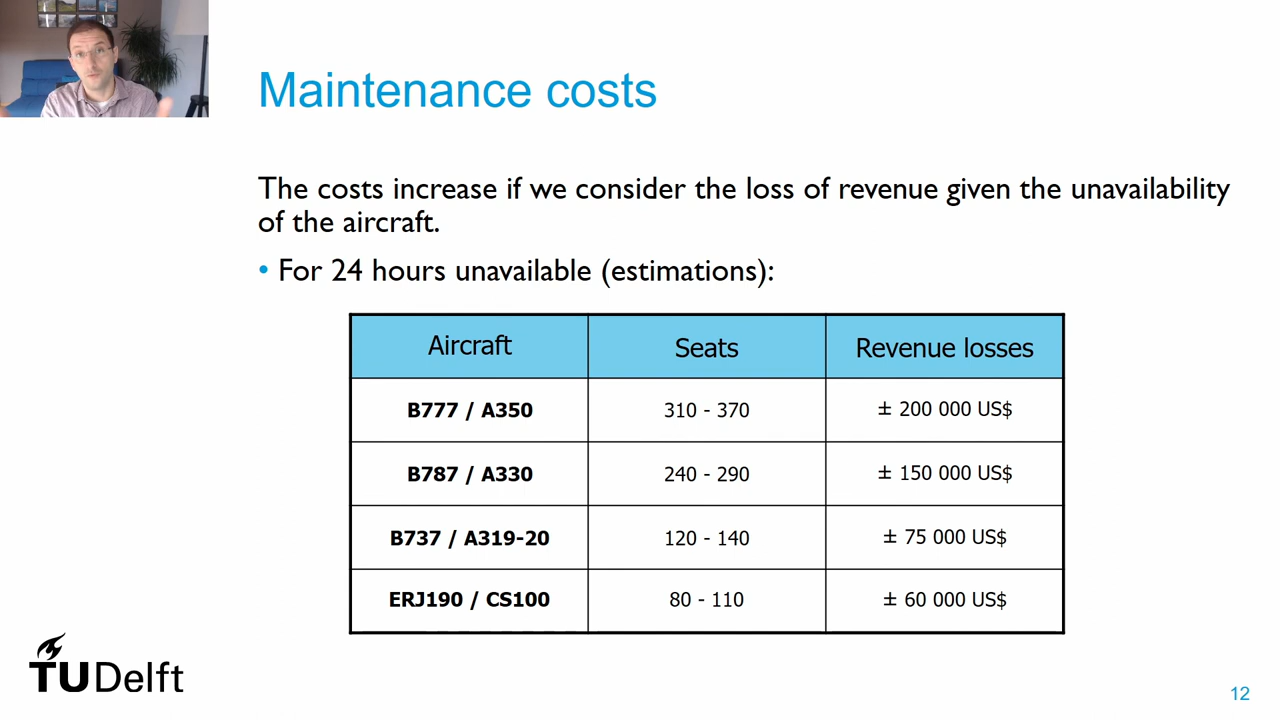 Maintenance costs
The costs increase if we consider the loss of revenue given the unavailability
of the aircraft.
• For 24 hours unavailable (estimations):
Aircraft Seats Revenue losses
B777 / A350 310 - 370 ± 200 000 US$
B787 / A330 240 - 290 ± 150 000 US$
B737 / A319-20 120 - 140 ± 75 000 US$
ERJ190 / CS100 80 - 110 ± 60 000 US$
TUDelft
12